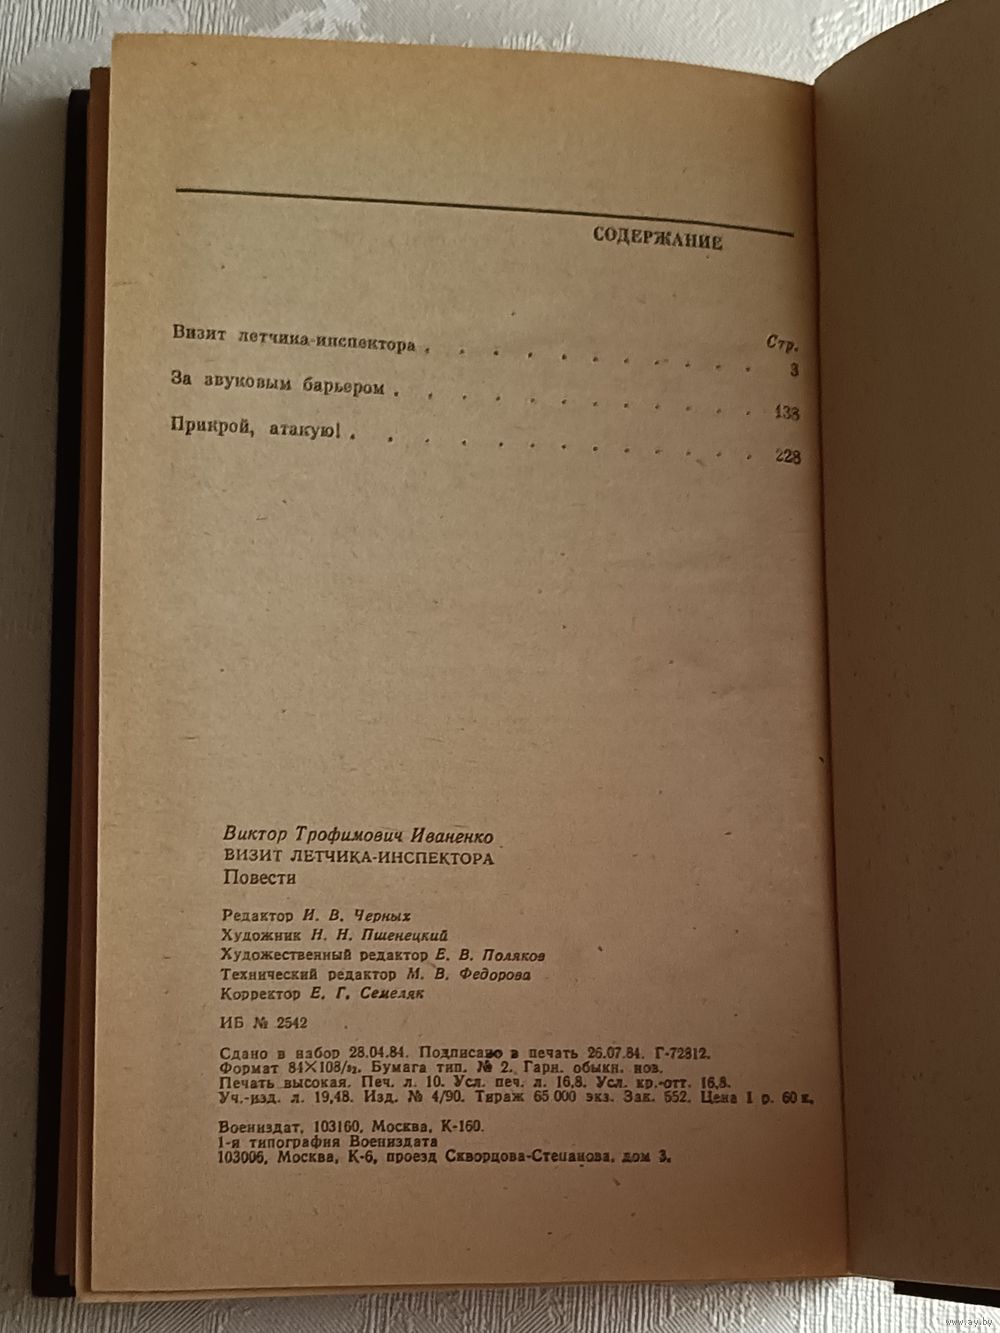 СОДЕРЖАНИЕ
Стр.
Визит летчика-инспектора . . . . . . . . . . . 3
За звуковым барьером . . . . . . . . . . . . 133
Прикрой, атакую! . . . . . . . . . . . . 228
Виктор Трофимович Иваненко
ВИЗИТ ЛЕТЧИКА-ИНСПЕКТОРА
Повести
Редактор И. В. Черных
Художник Н. Н. Пшенецкий
Художественный редактор Е. В. Поляков
Технический редактор М. В. Федорова
Корректор Е. Г. Семеляк
ИБ № 2542
Сдано в набор 28.04.84. Подписано в печать 26.07.84. Г-72812.
Формат 84×108/32. Бумага тип. № 2. Гарн. обыкн. нов.
Печать высокая. Печ. л. 10. Усл. печ. л. 16,8. Усл. кр.-отт. 16,8.
Уч.-изд. л. 19,48. Изд. № 4/90. Тираж 65 000 экз. Зак. 552. Цена 1 р. 60 к.
Воениздат, 103160, Москва, К-160.
1-я типография Воениздата
103006, Москва, К-6, проезд Скворцова-Степанова, дом 3.
www.ay.by